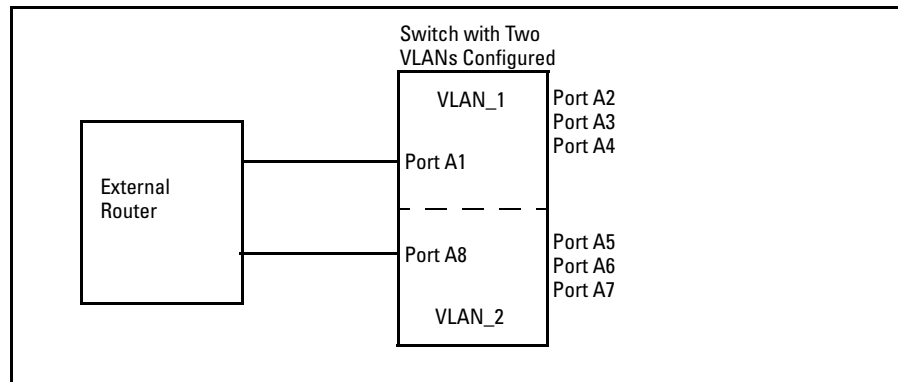 Switch with Two
VLANs Configured
VLAN_1
Port A2
Port A3
Port A4
Port A1
External
Router
Port A8
Port A5
Port A6
Port A7
VLAN_2